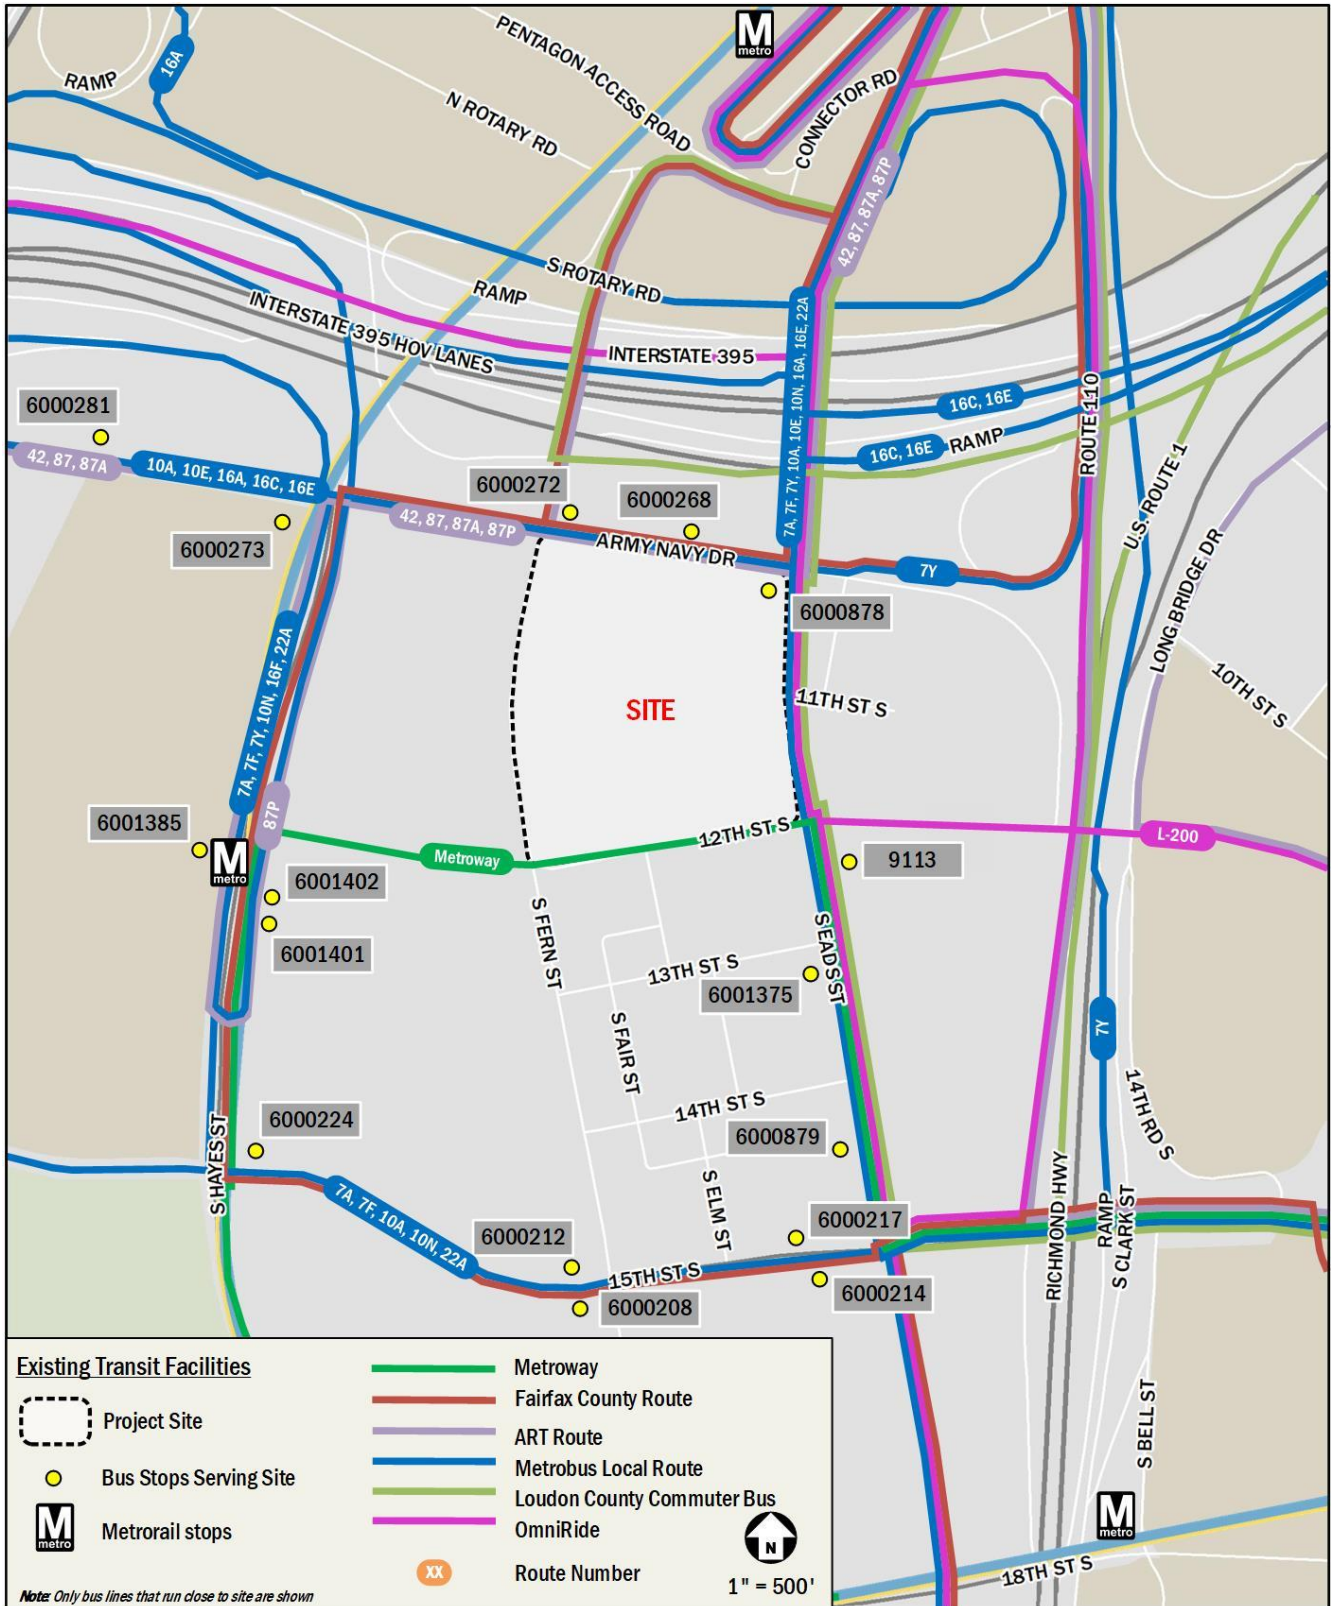 M
metro
16A
RAMP
PENTAGON ACCESS ROAD
N ROTARY RD
CONNECTOR RD
42, 87, 87A, 87P
S ROTARY RD
RAMP
INTERSTATE 395 HOV LANES
INTERSTATE 395
7A, 7F, 7Y, 10A, 10E, 10N, 16A, 16E, 22A
16C, 16E
16C, 16E
RAMP
ROUTE 110
U.S. ROUTE 1
6000281
42, 87, 87A
10A, 10E, 16A, 16C, 16E
6000272
6000268
42, 87, 87A, 87P
ARMY NAVY DR
6000273
7Y
LONG BRIDGE DR
6000878
10TH ST S
7A, 7F, 7Y, 10N, 16F, 22A
SITE
11TH ST S
87P
6001385
M
metro
Metroway
12TH ST S
L-200
9113
6001402
6001401
S FERN ST
S EADS ST
13TH ST S
6001375
S FAIR ST
7Y
14TH ST S
14TH RD S
6000224
6000879
S HAYES ST
S ELM ST
7A, 7F, 10A, 10N, 22A
6000212
6000217
15TH ST S
6000208
6000214
RICHMOND HWY
RAMP
S CLARK ST
S BELL ST
M
metro
18TH ST S
Existing Transit Facilities
Project Site
Bus Stops Serving Site
M
metro
Metrorail stops
Metroway
Fairfax County Route
ART Route
Metrobus Local Route
Loudon County Commuter Bus
OmniRide
XX
Route Number
N
1" = 500'
Note: Only bus lines that run close to site are shown